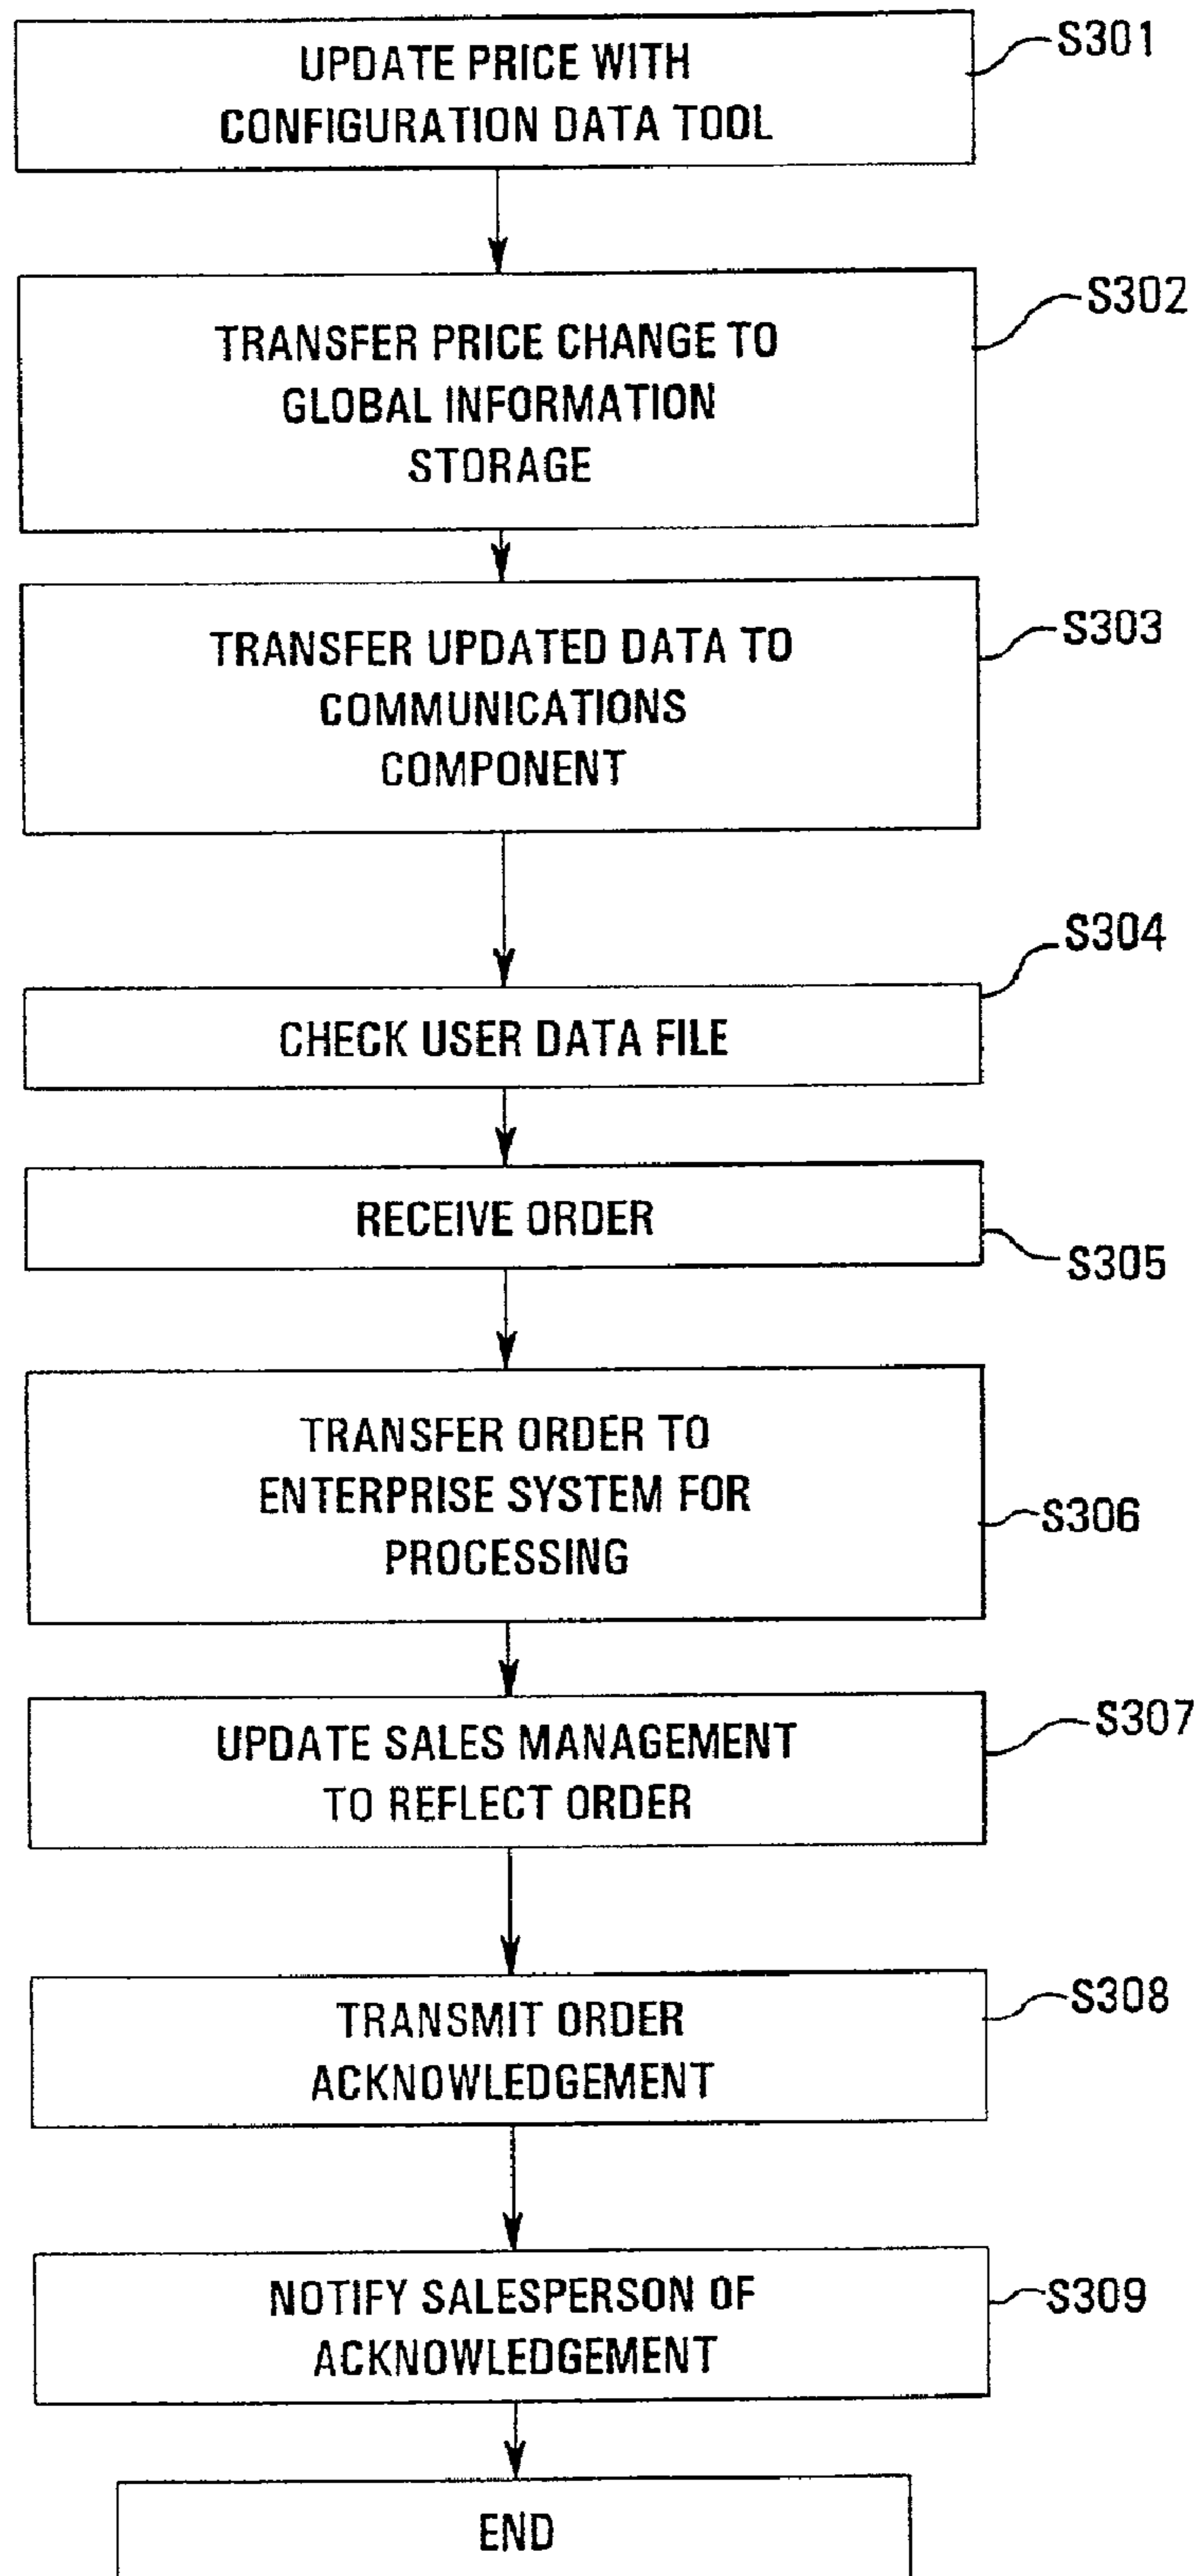 UPDATE PRICE WITH
CONFIGURATION DATA TOOL
S301
TRANSFER PRICE CHANGE TO
GLOBAL INFORMATION
STORAGE
S302
TRANSFER UPDATED DATA TO
COMMUNICATIONS
COMPONENT
S303
CHECK USER DATA FILE
S304
RECEIVE ORDER
S305
TRANSFER ORDER TO
ENTERPRISE SYSTEM FOR
PROCESSING
S306
UPDATE SALES MANAGEMENT
TO REFLECT ORDER
S307
TRANSMIT ORDER
ACKNOWLEDGEMENT
S308
NOTIFY SALESPERSON OF
ACKNOWLEDGEMENT
S309
END